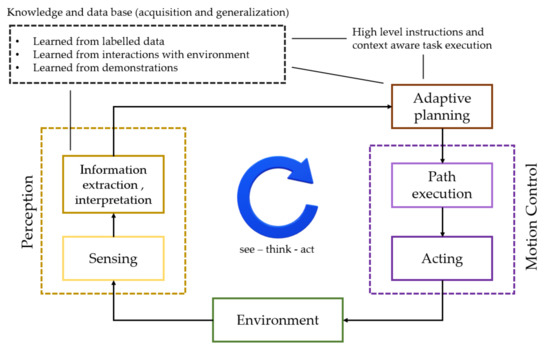 Knowledge and data base (acquisition and generalization)
• Learned from labelled data
• Learned from interactions with environment
• Learned from demonstrations
High level instructions and
context aware task execution
Adaptive
planning
Perception
Information
extraction ,
interpretation
Sensing
see – think - act
Path
execution
Acting
Motion Control
Environment